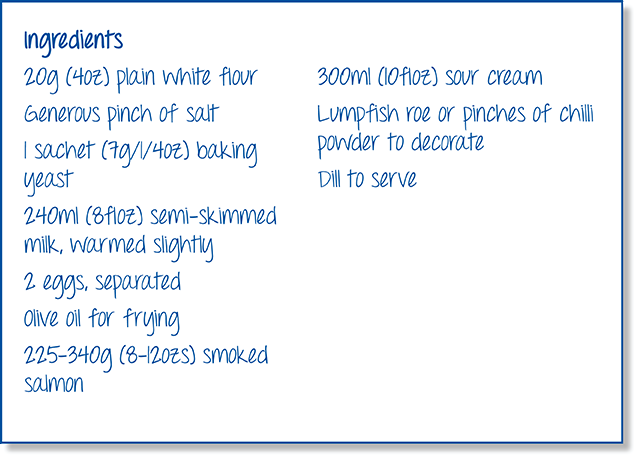 Ingredients
20g (4oz) plain white flour
Generous pinch of salt
1 sachet (7g/1/4oz) baking
yeast
240ml (8floz) semi-skimmed
milk, warmed slightly
2 eggs, separated
Olive oil for frying
225-340g (8-12ozs) smoked
salmon
300ml (10floz) sour cream
Lumpfish roe or pinches of chilli
powder to decorate
Dill to serve